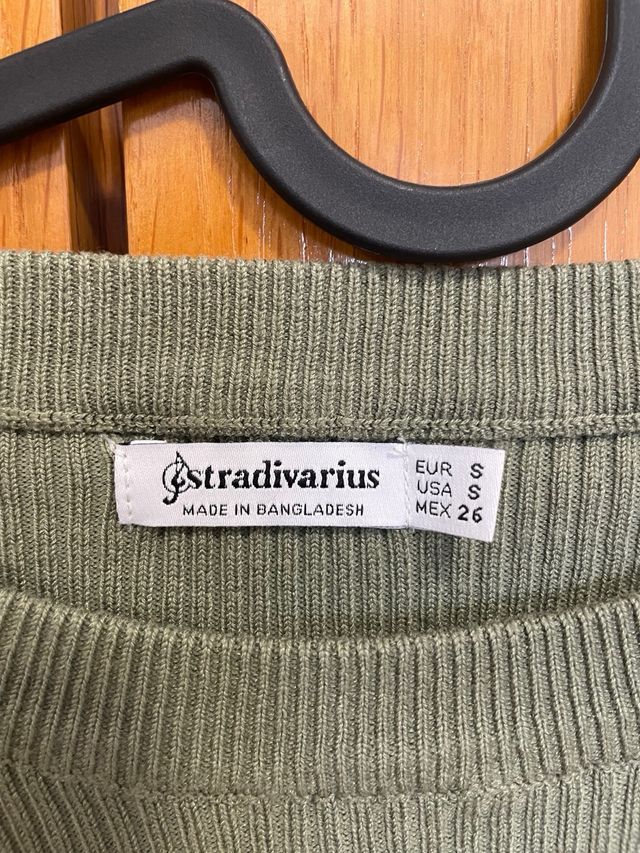 stradivarius
MADE IN BANGLADESH
EUR S
USA S
MEX 26